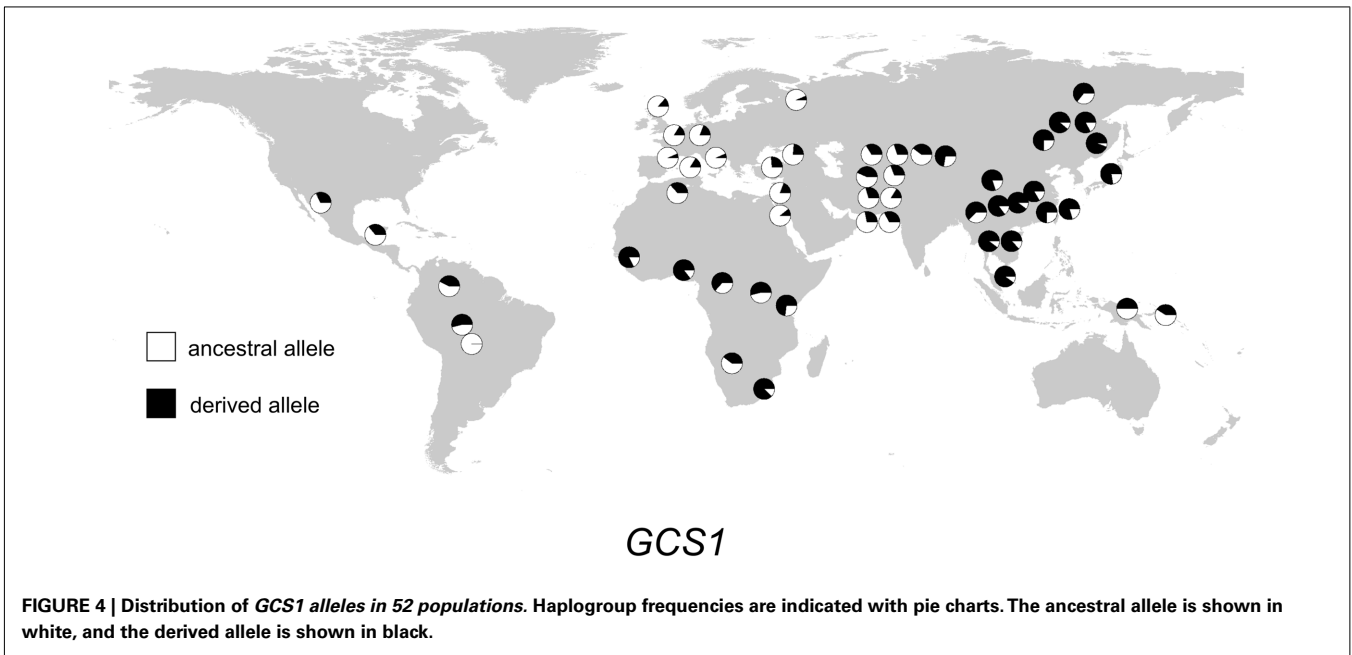 ancestral allele
derived allele
GCS1
FIGURE 4 | Distribution of GCS1 alleles in 52 populations. Haplogroup frequencies are indicated with pie charts. The ancestral allele is shown in
white, and the derived allele is shown in black.